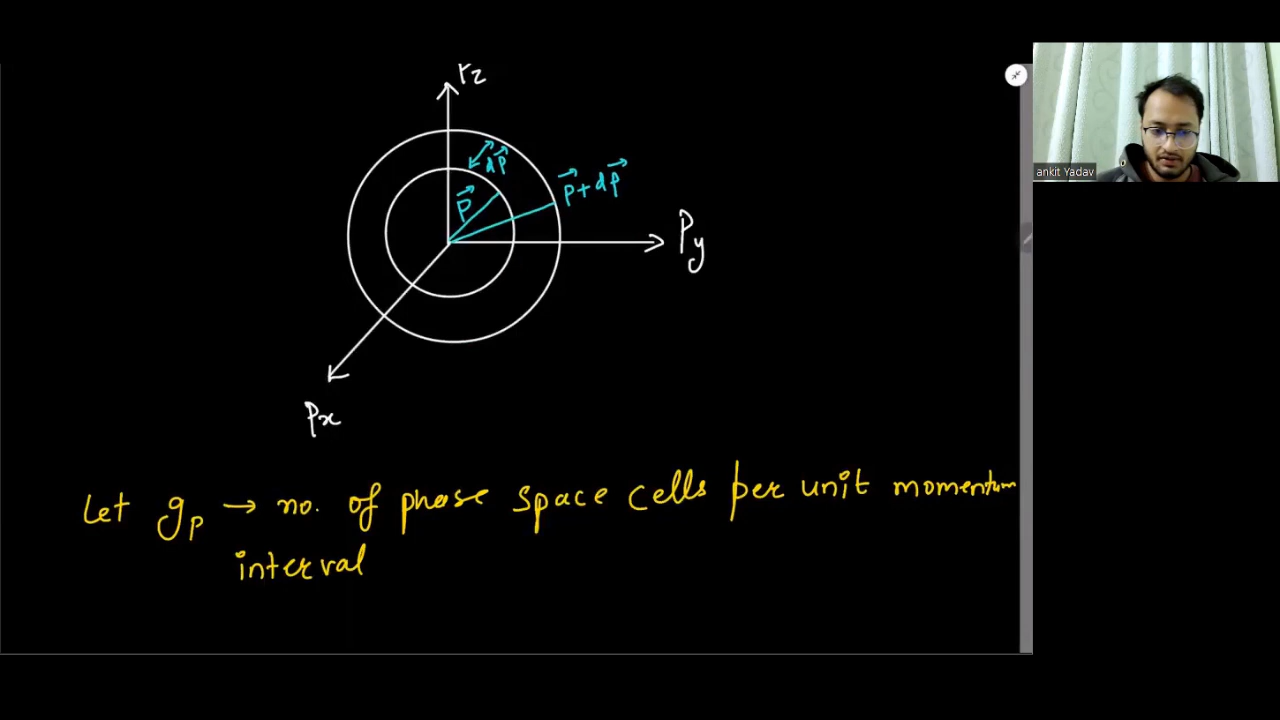 Pz
dP⃗
P⃗
P⃗+dP⃗
Py
Px
Let gp → no. of phase space cells per unit momentum
interval
ankit Yadav